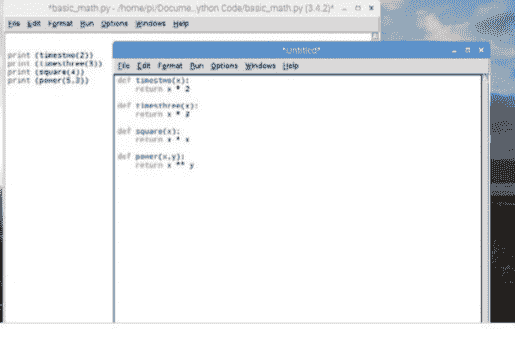 *basic_math.py - /home/pi/Docume...ython Code/basic_math.py (3.4.2)*
File Edit Format Run Options Windows Help
print (timestwo(2))
print (timesthree(3))
print (square(4))
print (power(5,3))
*Untitled*
File Edit Format Run Options Windows Help
def timestwo(x):
    return x * 2
def timesthree(x):
    return x * 3
def square(x):
    return x * x
def power(x,y):
    return x ** y